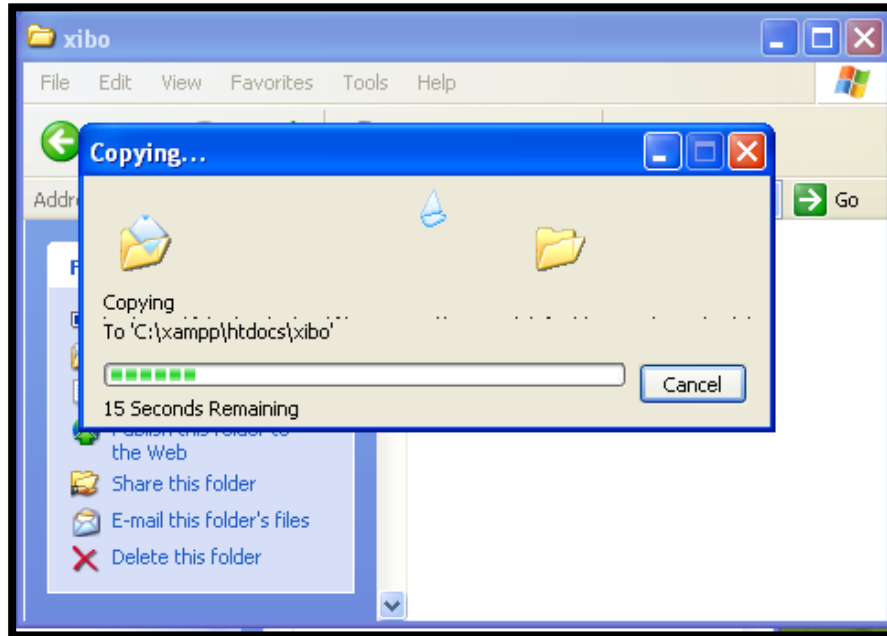 xibo
File Edit View Favorites Tools Help
Copying...
Go
Copying
To 'C:\xampp\htdocs\xibo'
Cancel
15 Seconds Remaining
Publish this folder to
the Web
Share this folder
E-mail this folder's files
Delete this folder